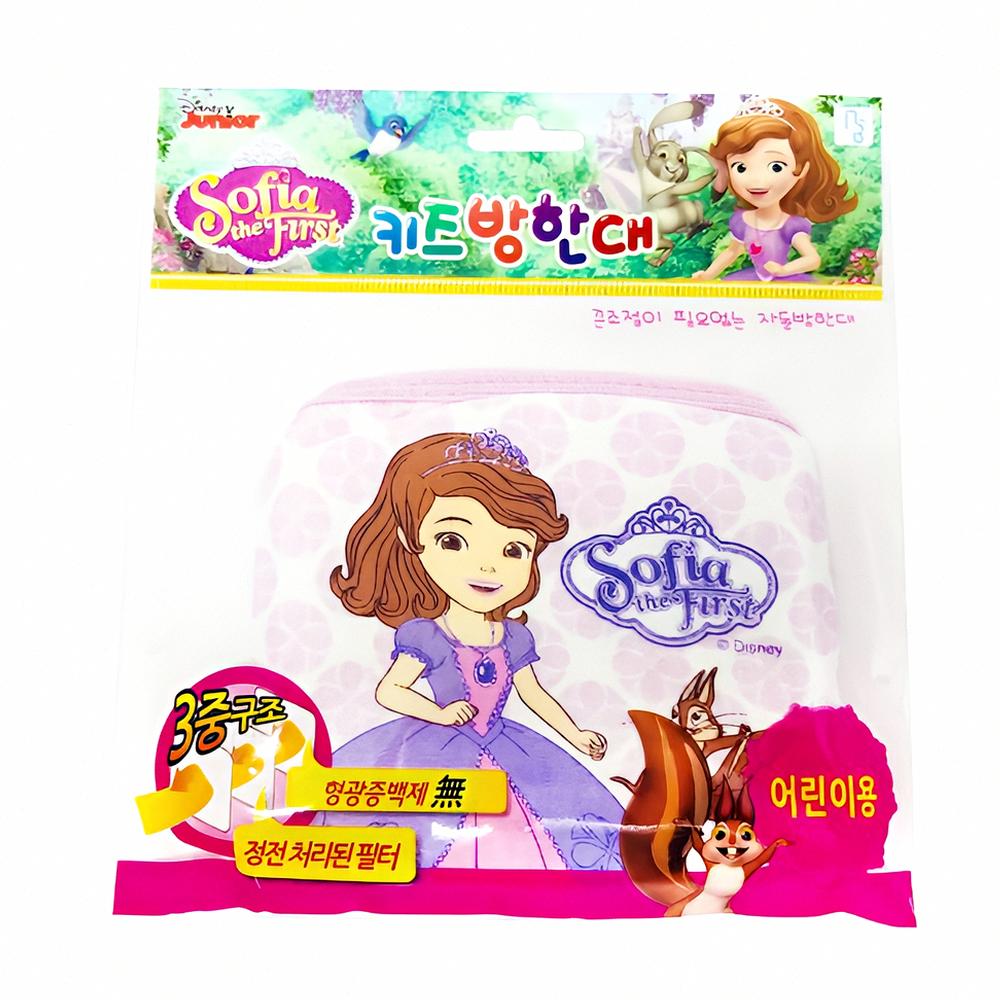 Disney
Junior
Sofia
the First
키즈방한대
끈조절이 필요없는 자동방한대
Sofia
the First
© Disney
3중구조
형광증백제 無
정전 처리된 필터
어린이용